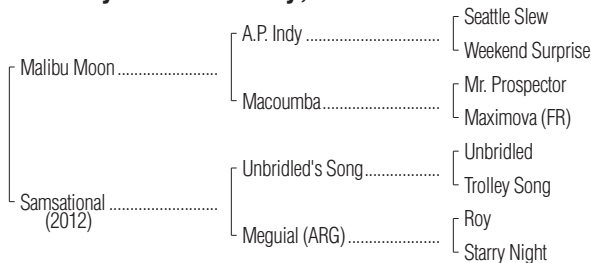 Seattle Slew
A.P. Indy
Weekend Surprise
Malibu Moon
Mr. Prospector
Macoumba
Maximova (FR)
Unbridled
Unbridled's Song
Trolley Song
Samsational
(2012)
Roy
Meguial (ARG)
Starry Night